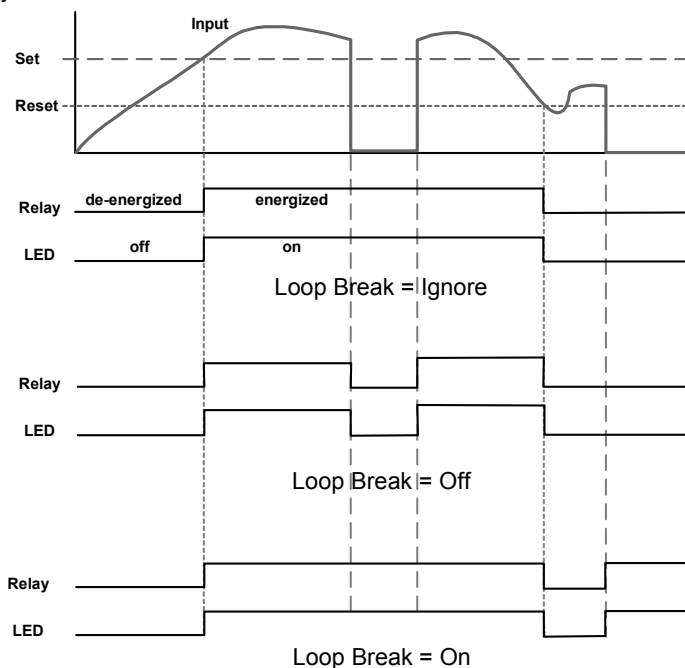 Input
Set
Reset
Relay de-energized energized
LED off on
Loop Break = Ignore
Relay
LED
Loop Break = Off
Relay
LED
Loop Break = On